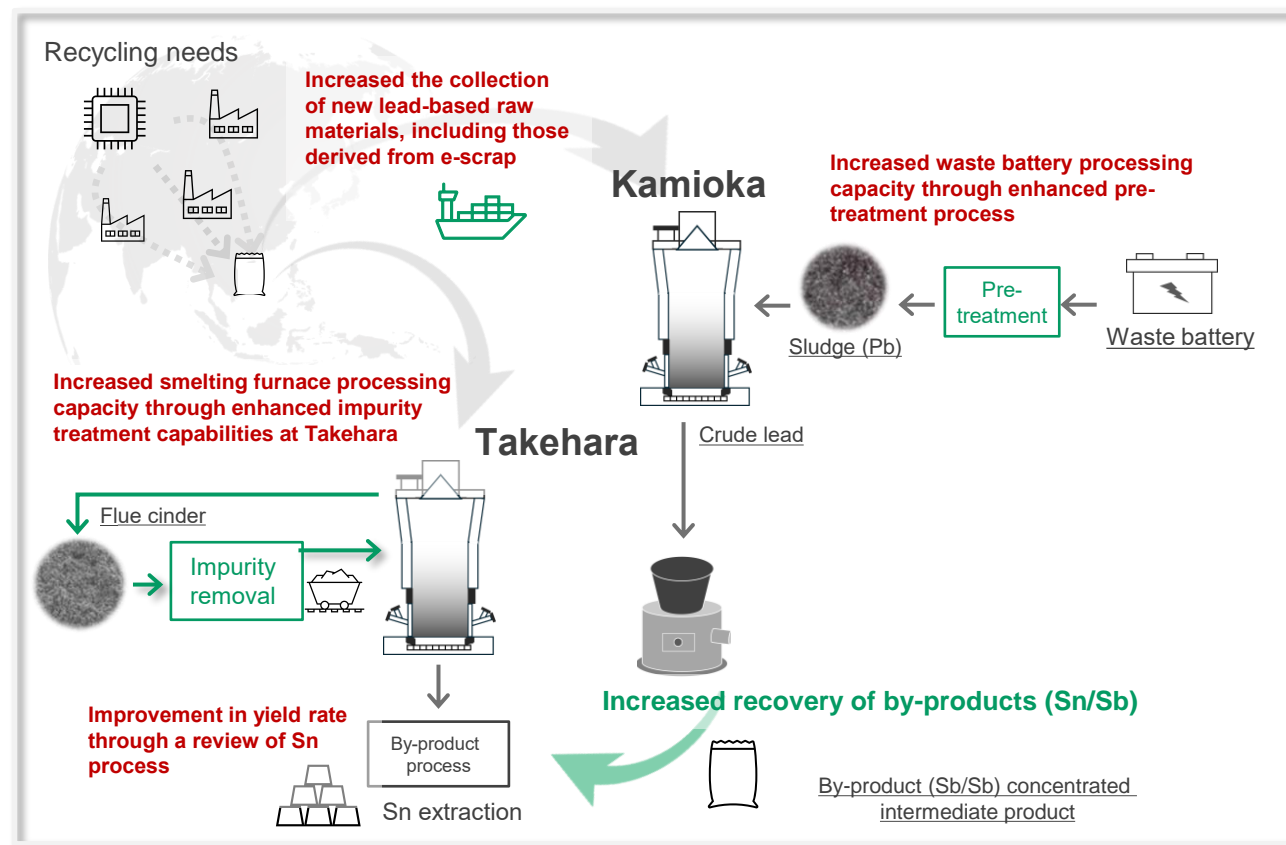 Recycling needs
Increased the collection
of new lead-based raw
materials, including those
derived from e-scrap
Kamioka
Increased waste battery processing
capacity through enhanced pre-
treatment process
Pre-
treatment
Sludge (Pb)
Waste battery
Increased smelting furnace processing
capacity through enhanced impurity
treatment capabilities at Takehara
Takehara
Crude lead
Flue cinder
Impurity
removal
Increased recovery of by-products (Sn/Sb)
Improvement in yield rate
through a review of Sn
process
By-product
process
Sn extraction
By-product (Sb/Sb) concentrated
intermediate product